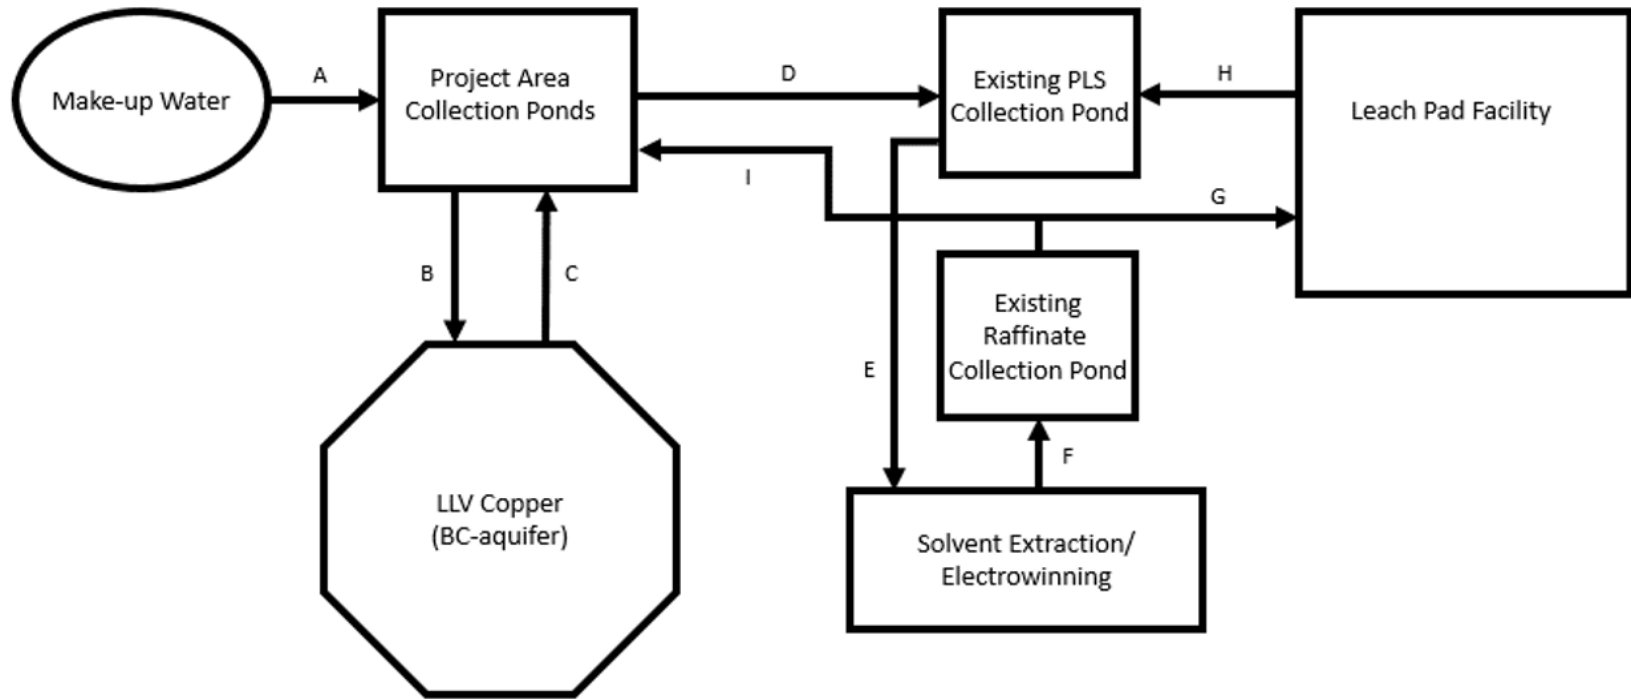 Make-up Water
A
Project Area
Collection Ponds
D
Existing PLS
Collection Pond
H
Leach Pad Facility
I
G
B
C
Existing
Raffinate
Collection Pond
E
F
LLV Copper
(BC-aquifer)
Solvent Extraction/
Electrowinning